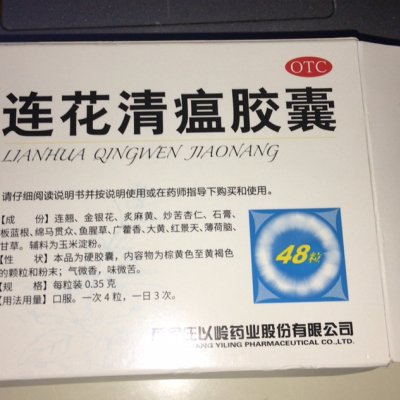 OTC
连花清瘟胶囊
LIANHUA QINGWEN JIAONANG
请仔细阅读说明书并按说明使用或在药师指导下购买和使用。
【成 份】连翘、金银花、炙麻黄、炒苦杏仁、石膏、
板蓝根、绵马贯众、鱼腥草、广藿香、大黄、红景天、薄荷脑、
甘草。辅料为玉米淀粉。
【性 状】本品为硬胶囊，内容物为棕黄色至黄褐色
的颗粒和粉末；气微香，味微苦。
规 格】每粒装 0.35 克
用法用量】口服。一次 4 粒，一日 3 次。
48粒
以岭药业股份有限公司
YILING PHARMACEUTICAL CO.,LTD.